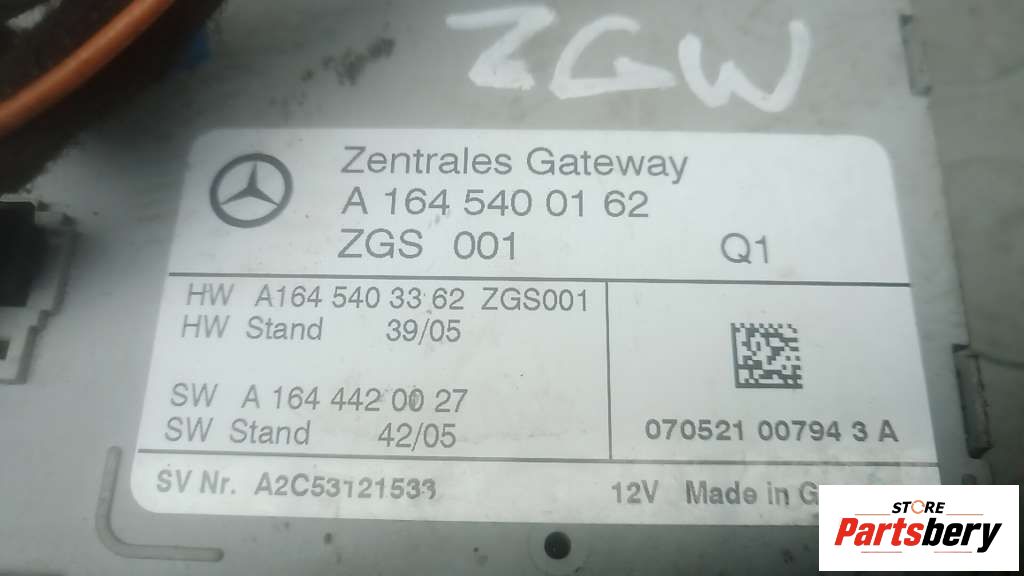 ZGW
Zentrales Gateway
A 164 540 01 62
ZGS 001 Q1
HW A164 540 33 62 ZGS001
HW Stand 39/05
SW A 164 442 00 27
SW Stand 42/05
070521 00794 3 A
SV Nr. A2C53121533
12V Made in G
STORE
Partsbery